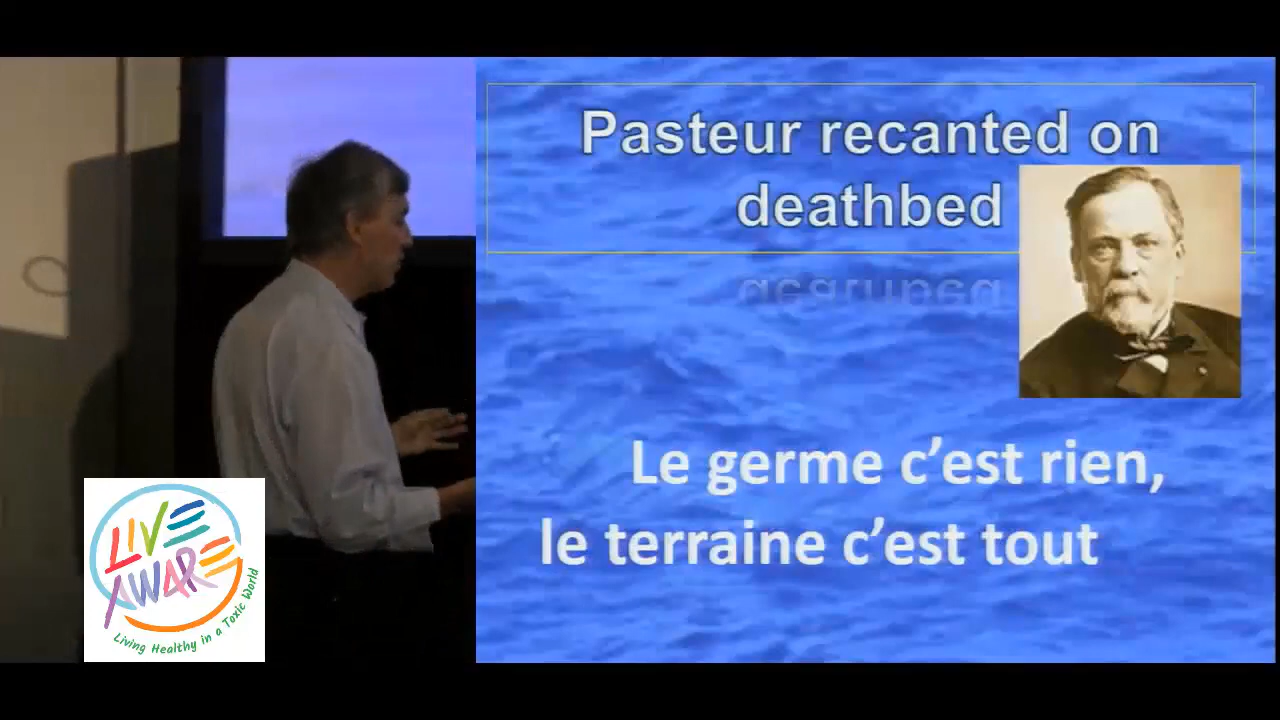 Pasteur recanted on
deathbed
Le germe c'est rien,
le terraine c'est tout
LIVE
AWARE
Living Healthy in a Toxic World